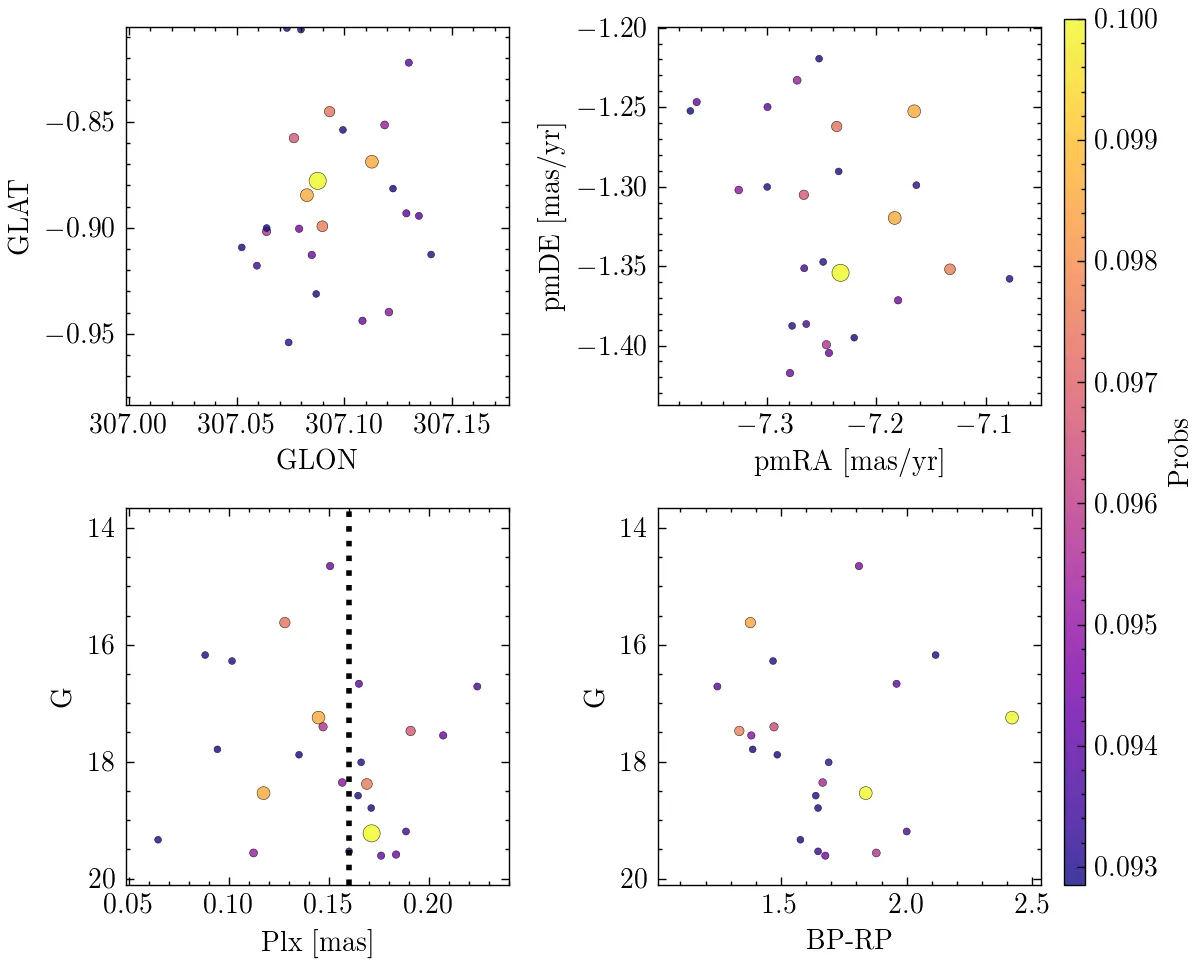 −0.85
−0.90
−0.95
GLAT
307.00 307.05 307.10 307.15
GLON
−1.20
−1.25
−1.30
−1.35
−1.40
pmDE [mas/yr]
−7.3 −7.2 −7.1
pmRA [mas/yr]
14
16
18
20
G
0.05 0.10 0.15 0.20
Plx [mas]
14
16
18
20
G
1.5 2.0 2.5
BP-RP
0.100
0.099
0.098
0.097
0.096
0.095
0.094
0.093
Probs